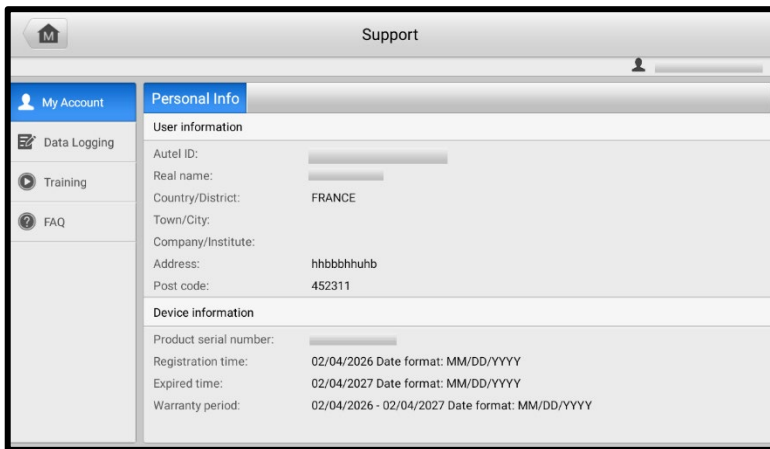 M
Support
My Account
Data Logging
Training
FAQ
Personal Info
User information
Autel ID:
Real name:
Country/District: FRANCE
Town/City:
Company/Institute:
Address: hhbbbhhuhb
Post code: 452311
Device information
Product serial number:
Registration time: 02/04/2026 Date format: MM/DD/YYYY
Expired time: 02/04/2027 Date format: MM/DD/YYYY
Warranty period: 02/04/2026 - 02/04/2027 Date format: MM/DD/YYYY